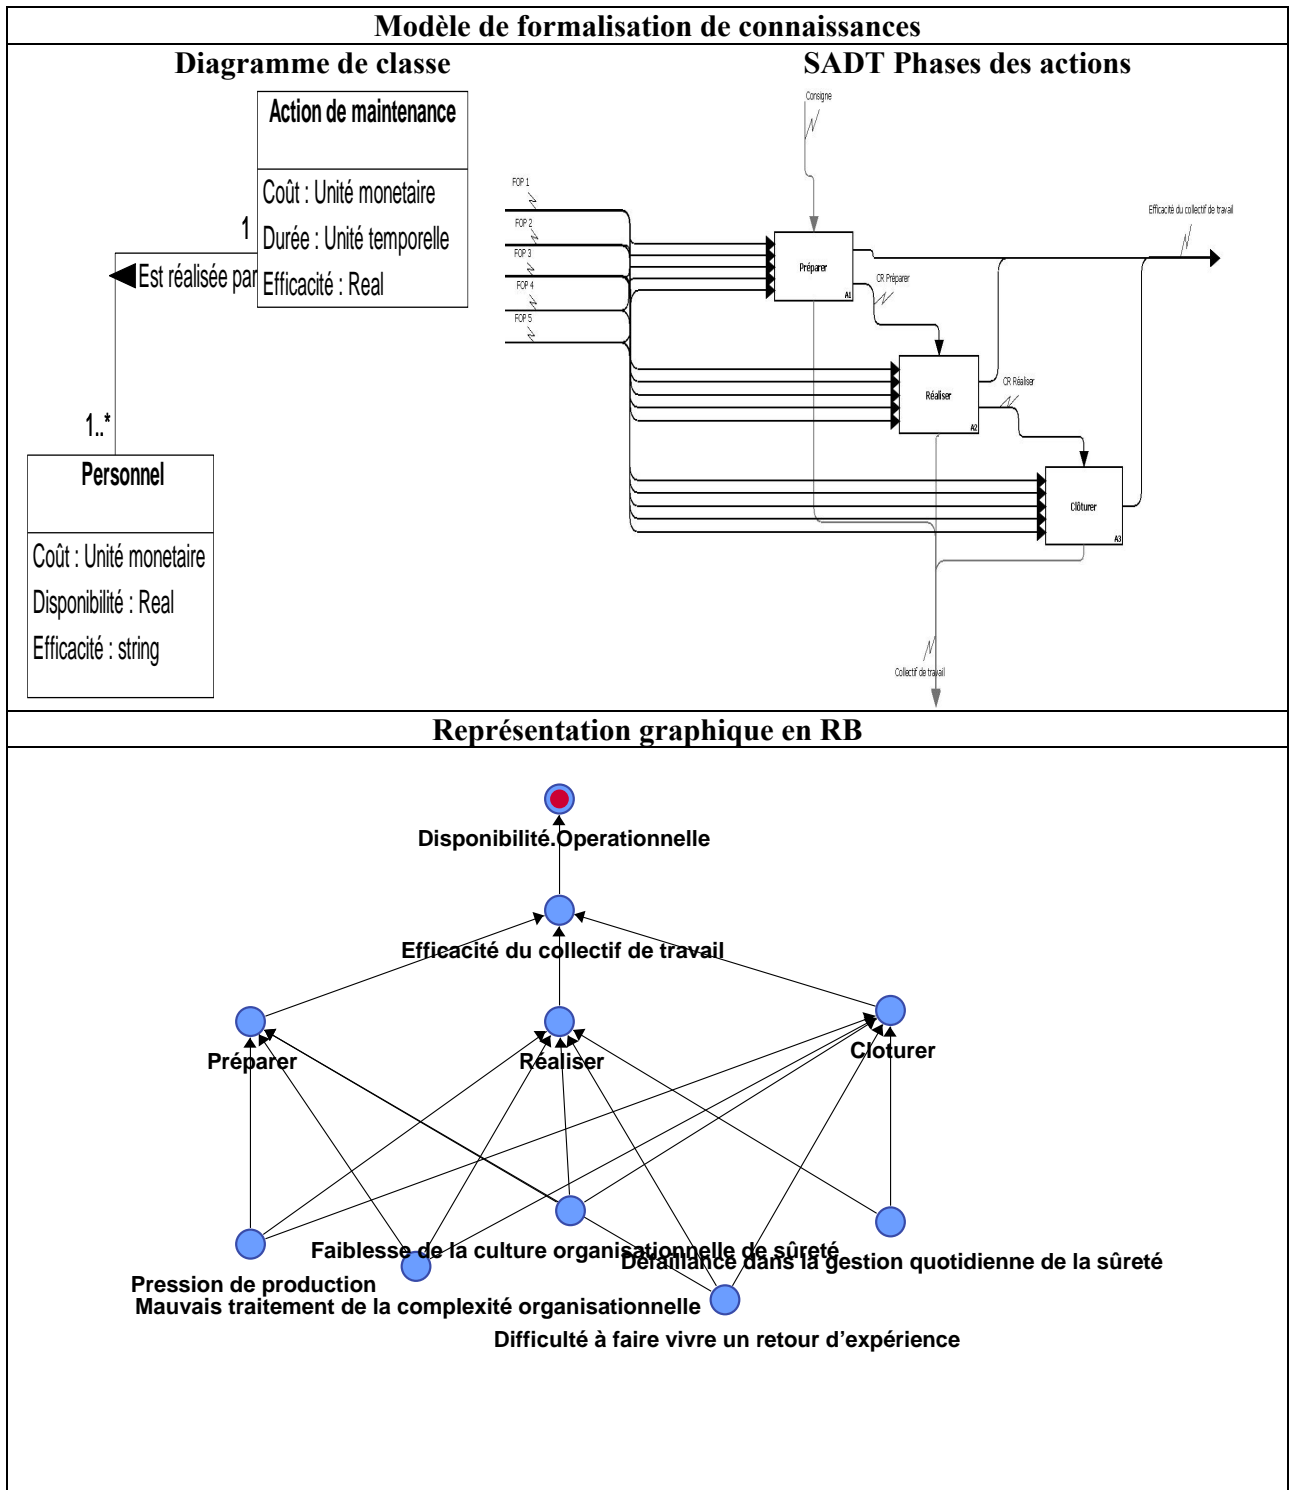 Modèle de formalisation de connaissances
Diagramme de classe
SADT Phases des actions
Action de maintenance
Coût : Unité monetaire
Durée : Unité temporelle
Efficacité : Real
1
Est réalisée par
1..*
Personnel
Coût : Unité monetaire
Disponibilité : Real
Efficacité : string
Consigne
FOP 1
FOP 2
FOP 3
FOP 4
FOP 5
Efficacité du collectif de travail
Préparer
A1
CR Préparer
Réaliser
A2
CR Réaliser
Clôturer
A3
Collectif de travail
Représentation graphique en RB
Disponibilité.Operationnelle
Efficacité du collectif de travail
Préparer
Réaliser
Cloturer
Faiblesse de la culture organisationnelle de sûreté
Défaillance dans la gestion quotidienne de la sûreté
Pression de production
Mauvais traitement de la complexité organisationnelle
Difficulté à faire vivre un retour d’expérience